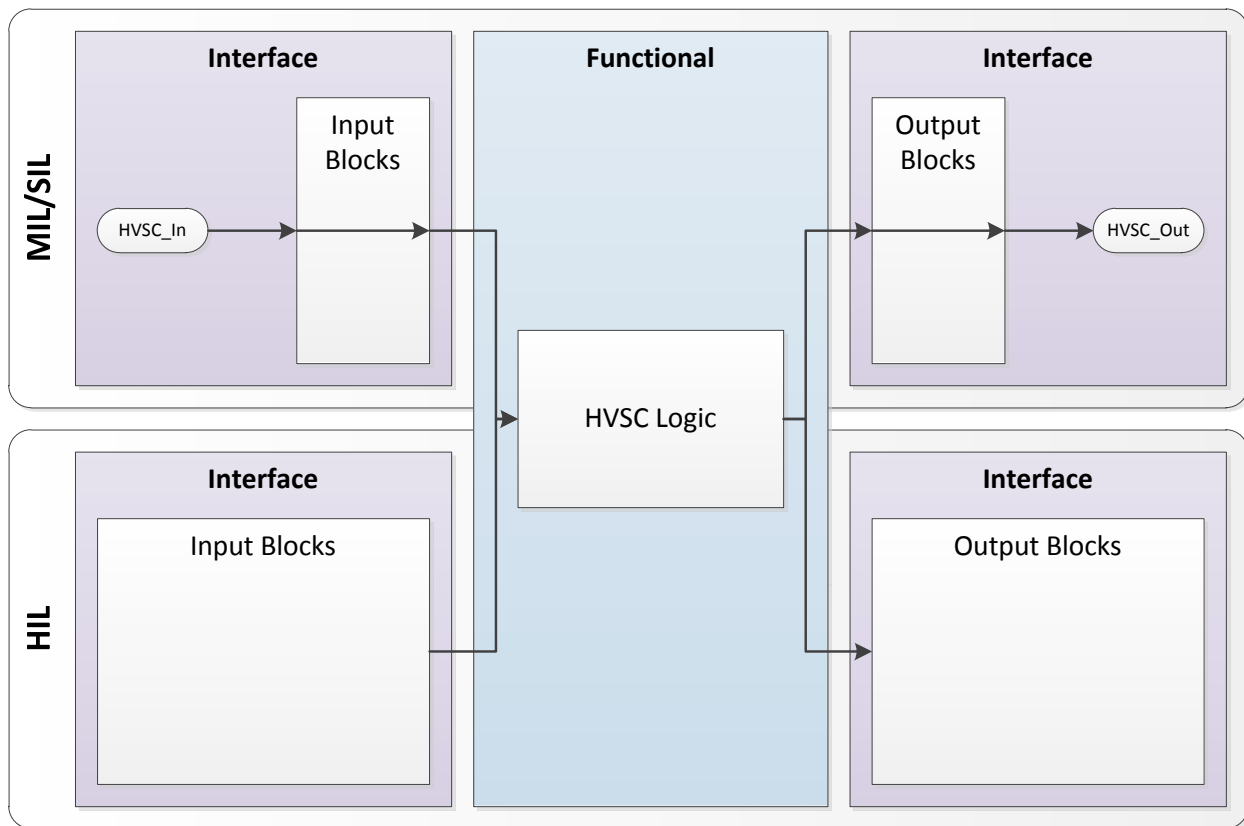 MIL/SIL
Interface
Input
Blocks
HVSC_In
Functional
HVSC Logic
Interface
Output
Blocks
HVSC_Out
HIL
Interface
Input Blocks
Interface
Output Blocks